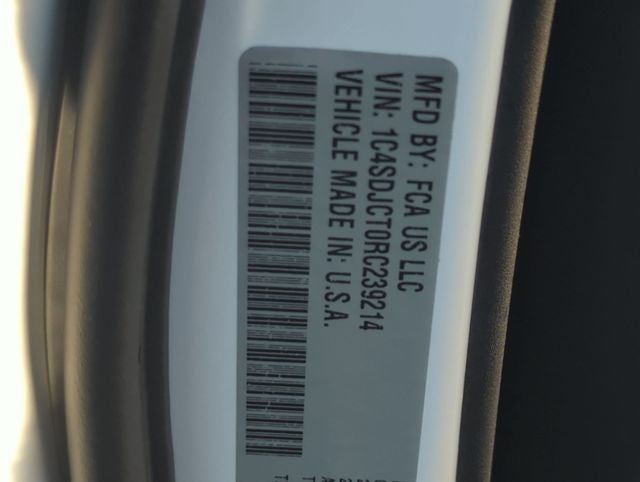 MFD BY: FCA US LLC
VIN: 1C4SDJCT0RC239214
VEHICLE MADE IN: U.S.A.